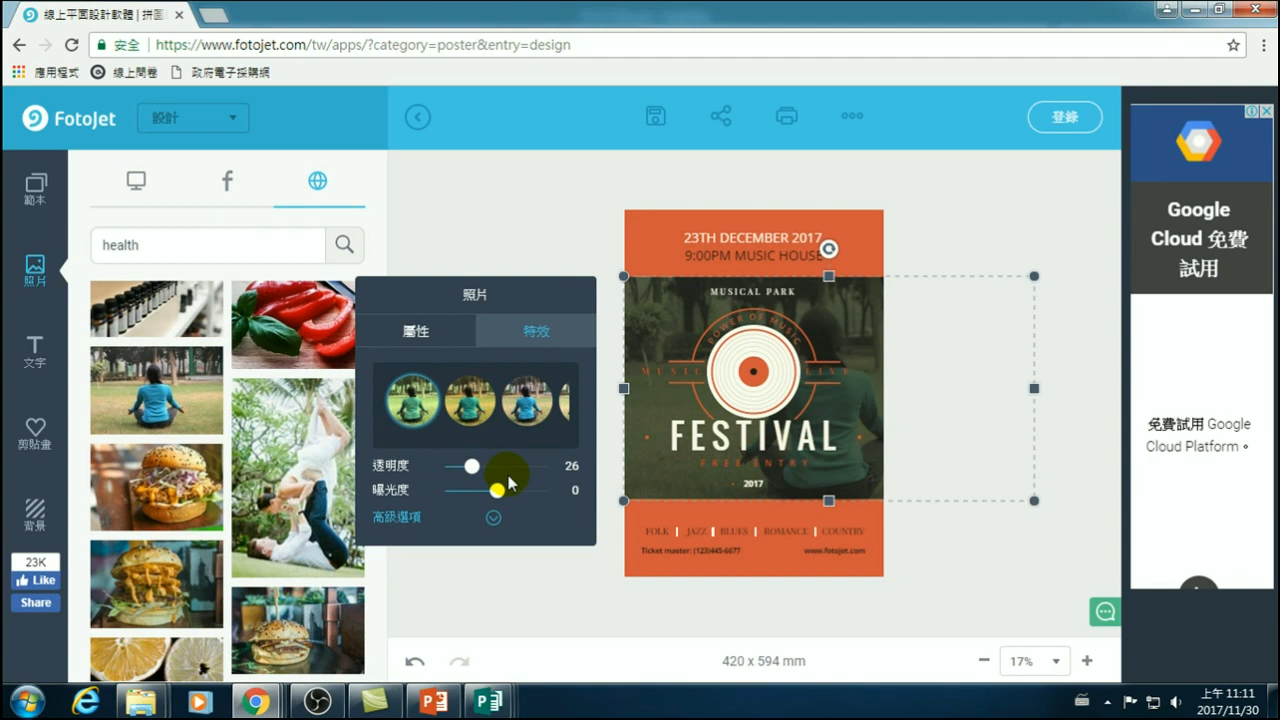 線上平面設計軟體 | 拼圖
安全
https://www.fotojet.com/tw/apps/?category=poster&entry=design
應用程式
線上問卷
政府電子採購網
FotoJet
設計
登錄
範本
照片
文字
剪貼畫
背景
23K
Like
Share
health
照片
屬性
特效
透明度
26
曝光度
0
高級選項
23TH DECEMBER 2017
9:00PM MUSIC HOUSE
MUSICAL PARK
POWER OF MUSIC
MUSIC LIVE
FESTIVAL
FREE ENTRY
2017
FOLK | JAZZ | BLUES | ROMANCE | COUNTRY
Ticket master: (123)445-6677
www.fotojet.com
420 x 594 mm
17%
Google
Cloud 免費
試用
免費試用 Google
Cloud Platform。
上午 11:11
2017/11/30